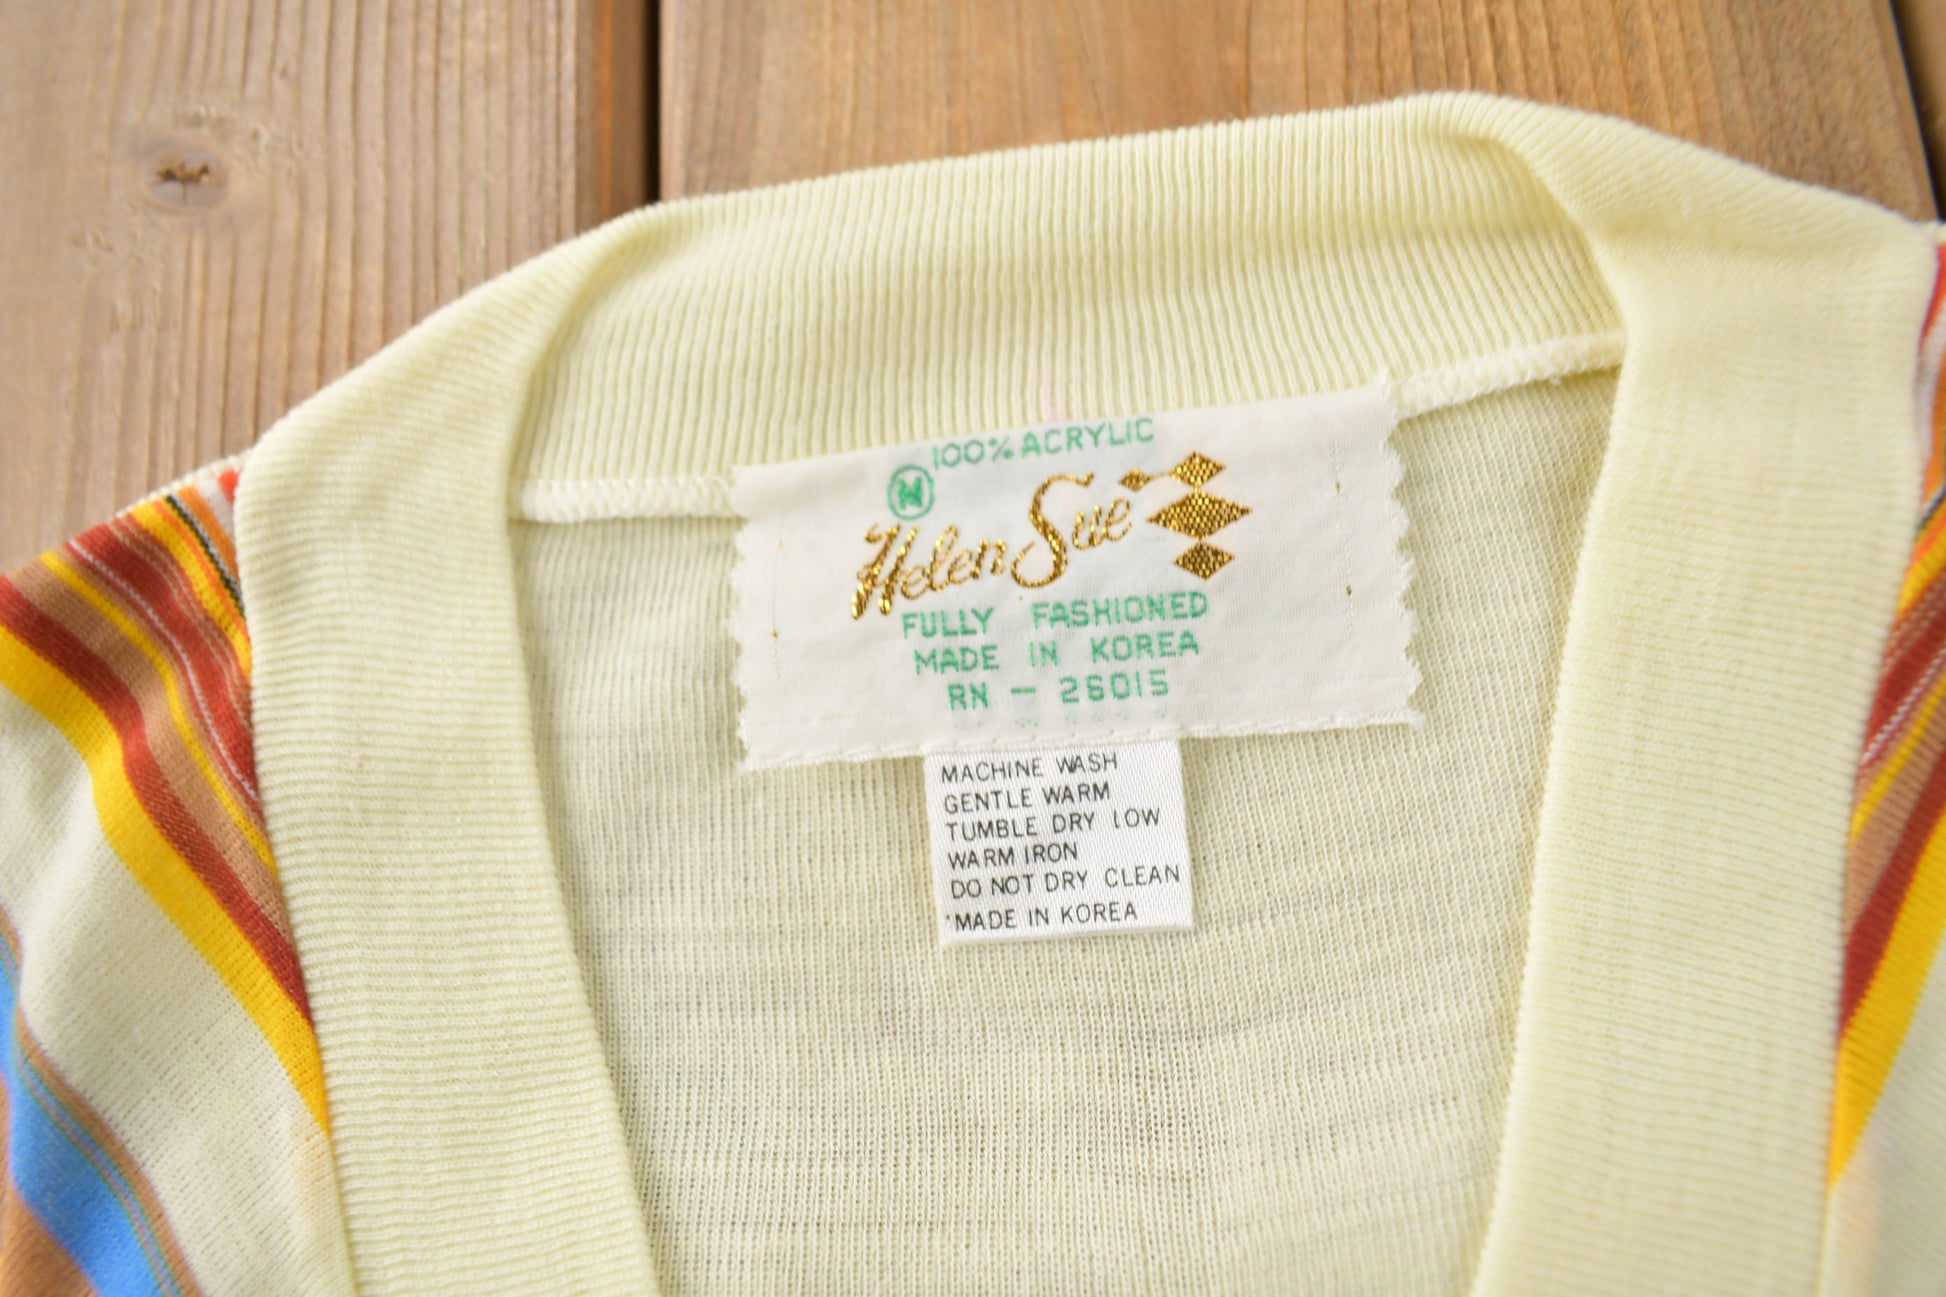 100% ACRYLIC
M
Helen Sue
FULLY FASHIONED
MADE IN KOREA
RN - 26015
MACHINE WASH
GENTLE WARM
TUMBLE DRY LOW
WARM IRON
DO NOT DRY CLEAN
MADE IN KOREA